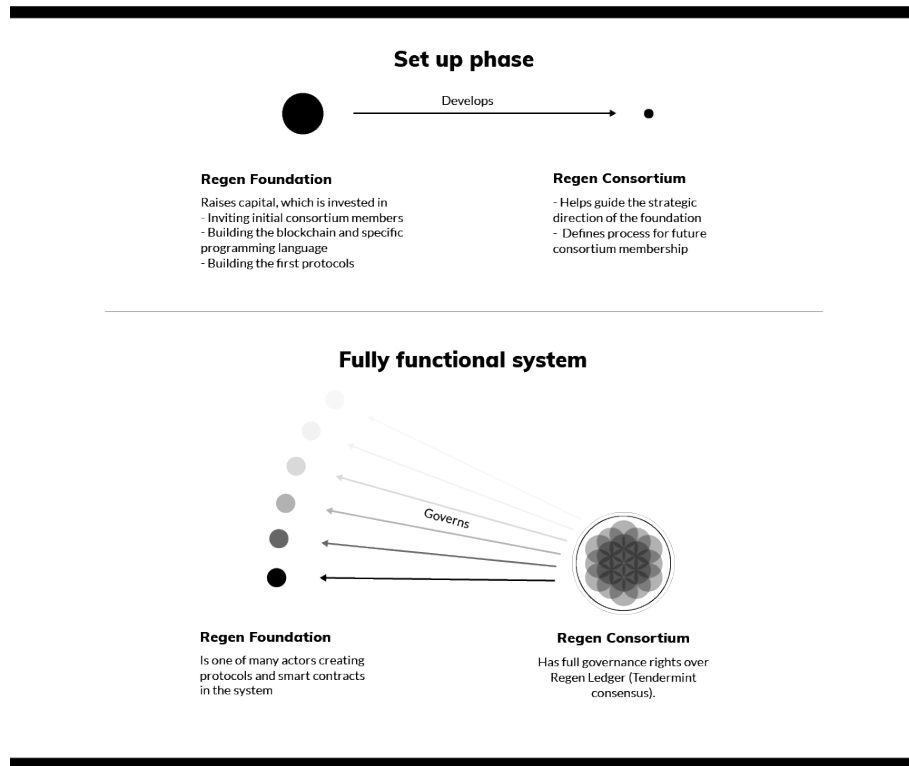 Set up phase
Develops
Regen Foundation
Raises capital, which is invested in
- Inviting initial consortium members
- Building the blockchain and specific
programming language
- Building the first protocols
Regen Consortium
- Helps guide the strategic
direction of the foundation
- Defines process for future
consortium membership
Fully functional system
Governs
Regen Foundation
Is one of many actors creating
protocols and smart contracts
in the system
Regen Consortium
Has full governance rights over
Regen Ledger (Tendermint
consensus).